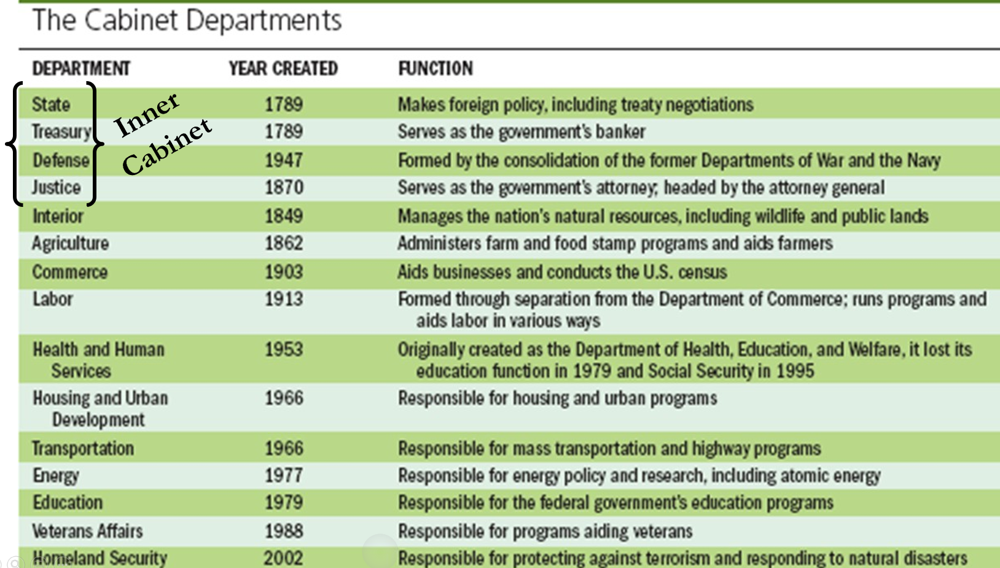 The Cabinet Departments
DEPARTMENT YEAR CREATED FUNCTION
State 1789 Makes foreign policy, including treaty negotiations
Treasury 1789 Serves as the government's banker
Defense 1947 Formed by the consolidation of the former Departments of War and the Navy
Justice 1870 Serves as the government's attorney; headed by the attorney general
Inner
Cabinet
Interior 1849 Manages the nation's natural resources, including wildlife and public lands
Agriculture 1862 Administers farm and food stamp programs and aids farmers
Commerce 1903 Aids businesses and conducts the U.S. census
Labor 1913 Formed through separation from the Department of Commerce; runs programs and
aids labor in various ways
Health and Human 1953 Originally created as the Department of Health, Education, and Welfare, it lost its
Services education function in 1979 and Social Security in 1995
Housing and Urban 1966 Responsible for housing and urban programs
Development
Transportation 1966 Responsible for mass transportation and highway programs
Energy 1977 Responsible for energy policy and research, including atomic energy
Education 1979 Responsible for the federal government's education programs
Veterans Affairs 1988 Responsible for programs aiding veterans
Homeland Security 2002 Responsible for protecting against terrorism and responding to natural disasters